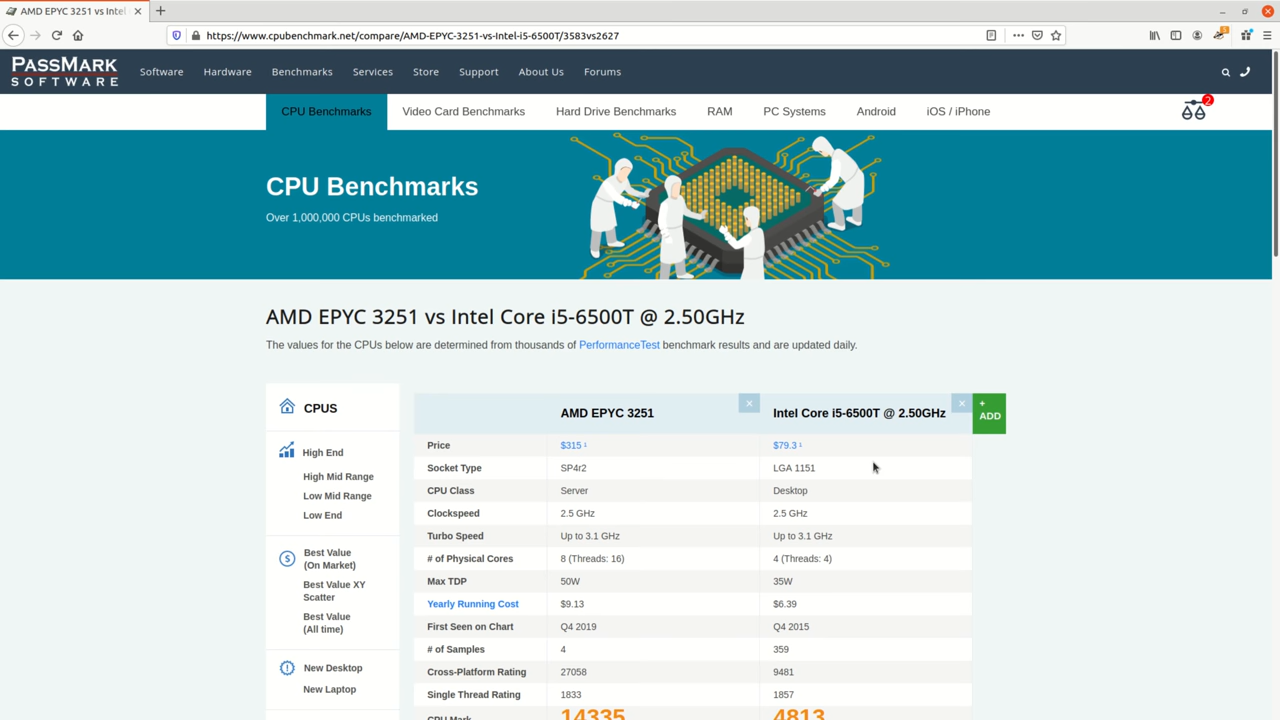 AMD EPYC 3251 vs Intel
https://www.cpubenchmark.net/compare/AMD-EPYC-3251-vs-Intel-i5-6500T/3583vs2627
PASSMARK
SOFTWARE
Software Hardware Benchmarks Services Store Support About Us Forums
CPU Benchmarks Video Card Benchmarks Hard Drive Benchmarks RAM PC Systems Android iOS / iPhone 2
CPU Benchmarks
Over 1,000,000 CPUs benchmarked
AMD EPYC 3251 vs Intel Core i5-6500T @ 2.50GHz
The values for the CPUs below are determined from thousands of PerformanceTest benchmark results and are updated daily.
CPUS
High End
High Mid Range
Low Mid Range
Low End
Best Value
(On Market)
Best Value XY
Scatter
Best Value
(All time)
New Desktop
New Laptop
AMD EPYC 3251 Intel Core i5-6500T @ 2.50GHz + ADD
Price $315 1 $79.3 1
Socket Type SP4r2 LGA 1151
CPU Class Server Desktop
Clockspeed 2.5 GHz 2.5 GHz
Turbo Speed Up to 3.1 GHz Up to 3.1 GHz
# of Physical Cores 8 (Threads: 16) 4 (Threads: 4)
Max TDP 50W 35W
Yearly Running Cost $9.13 $6.39
First Seen on Chart Q4 2019 Q4 2015
# of Samples 4 359
Cross-Platform Rating 27058 9481
Single Thread Rating 1833 1857
CPU Mark 14335 4813